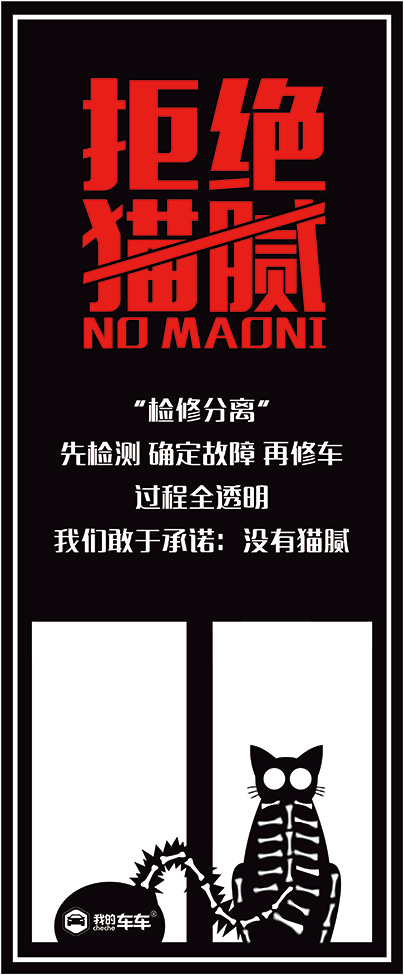 拒绝
猫腻
NO MAONI
“检修分离”
先检测 确定故障 再修车
过程全透明
我们敢于承诺：没有猫腻
我的车车®
cheche